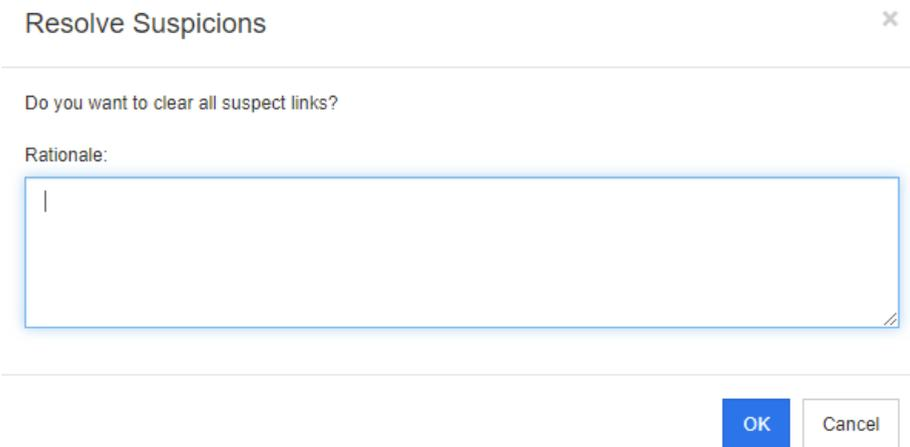 Resolve Suspicions ×
Do you want to clear all suspect links?
Rationale:
OK Cancel